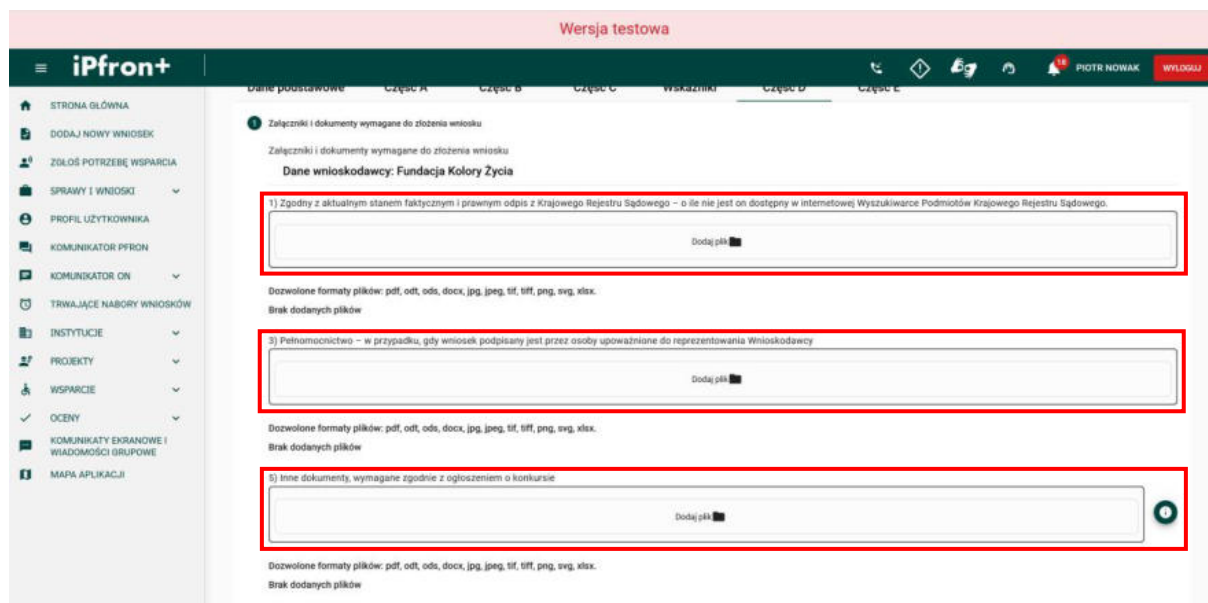 Wersja testowa
iPfron+
18
PIOTR NOWAK
WYLOGUJ
STRONA GŁÓWNA
DODAJ NOWY WNIOSEK
ZGŁOŚ POTRZEBĘ WSPARCIA
SPRAWY I WNIOSKI
PROFIL UŻYTKOWNIKA
KOMUNIKATOR PFRON
KOMUNIKATOR ON
TRWAJĄCE NABORY WNIOSKÓW
INSTYTUCJE
PROJEKTY
WSPARCIE
OCENY
KOMUNIKATY EKRANOWE I
WIADOMOŚCI GRUPOWE
MAPA APLIKACJI
Dane podstawowe Część A Część B Część C Wskaźniki Część D Część E
1 Załączniki i dokumenty wymagane do złożenia wniosku
Załączniki i dokumenty wymagane do złożenia wniosku
Dane wnioskodawcy: Fundacja Kolory Życia
1) Zgodny z aktualnym stanem faktycznym i prawnym odpis z Krajowego Rejestru Sądowego – o ile nie jest on dostępny w internetowej Wyszukiwarce Podmiotów Krajowego Rejestru Sądowego.
Dodaj plik
Dozwolone formaty plików: pdf, odt, ods, docx, jpg, jpeg, tif, tiff, png, svg, xlsx.
Brak dodanych plików
3) Pełnomocnictwo – w przypadku, gdy wniosek podpisany jest przez osoby upoważnione do reprezentowania Wnioskodawcy
Dodaj plik
Dozwolone formaty plików: pdf, odt, ods, docx, jpg, jpeg, tif, tiff, png, svg, xlsx.
Brak dodanych plików
5) Inne dokumenty, wymagane zgodnie z ogłoszeniem o konkursie
Dodaj plik
Dozwolone formaty plików: pdf, odt, ods, docx, jpg, jpeg, tif, tiff, png, svg, xlsx.
Brak dodanych plików